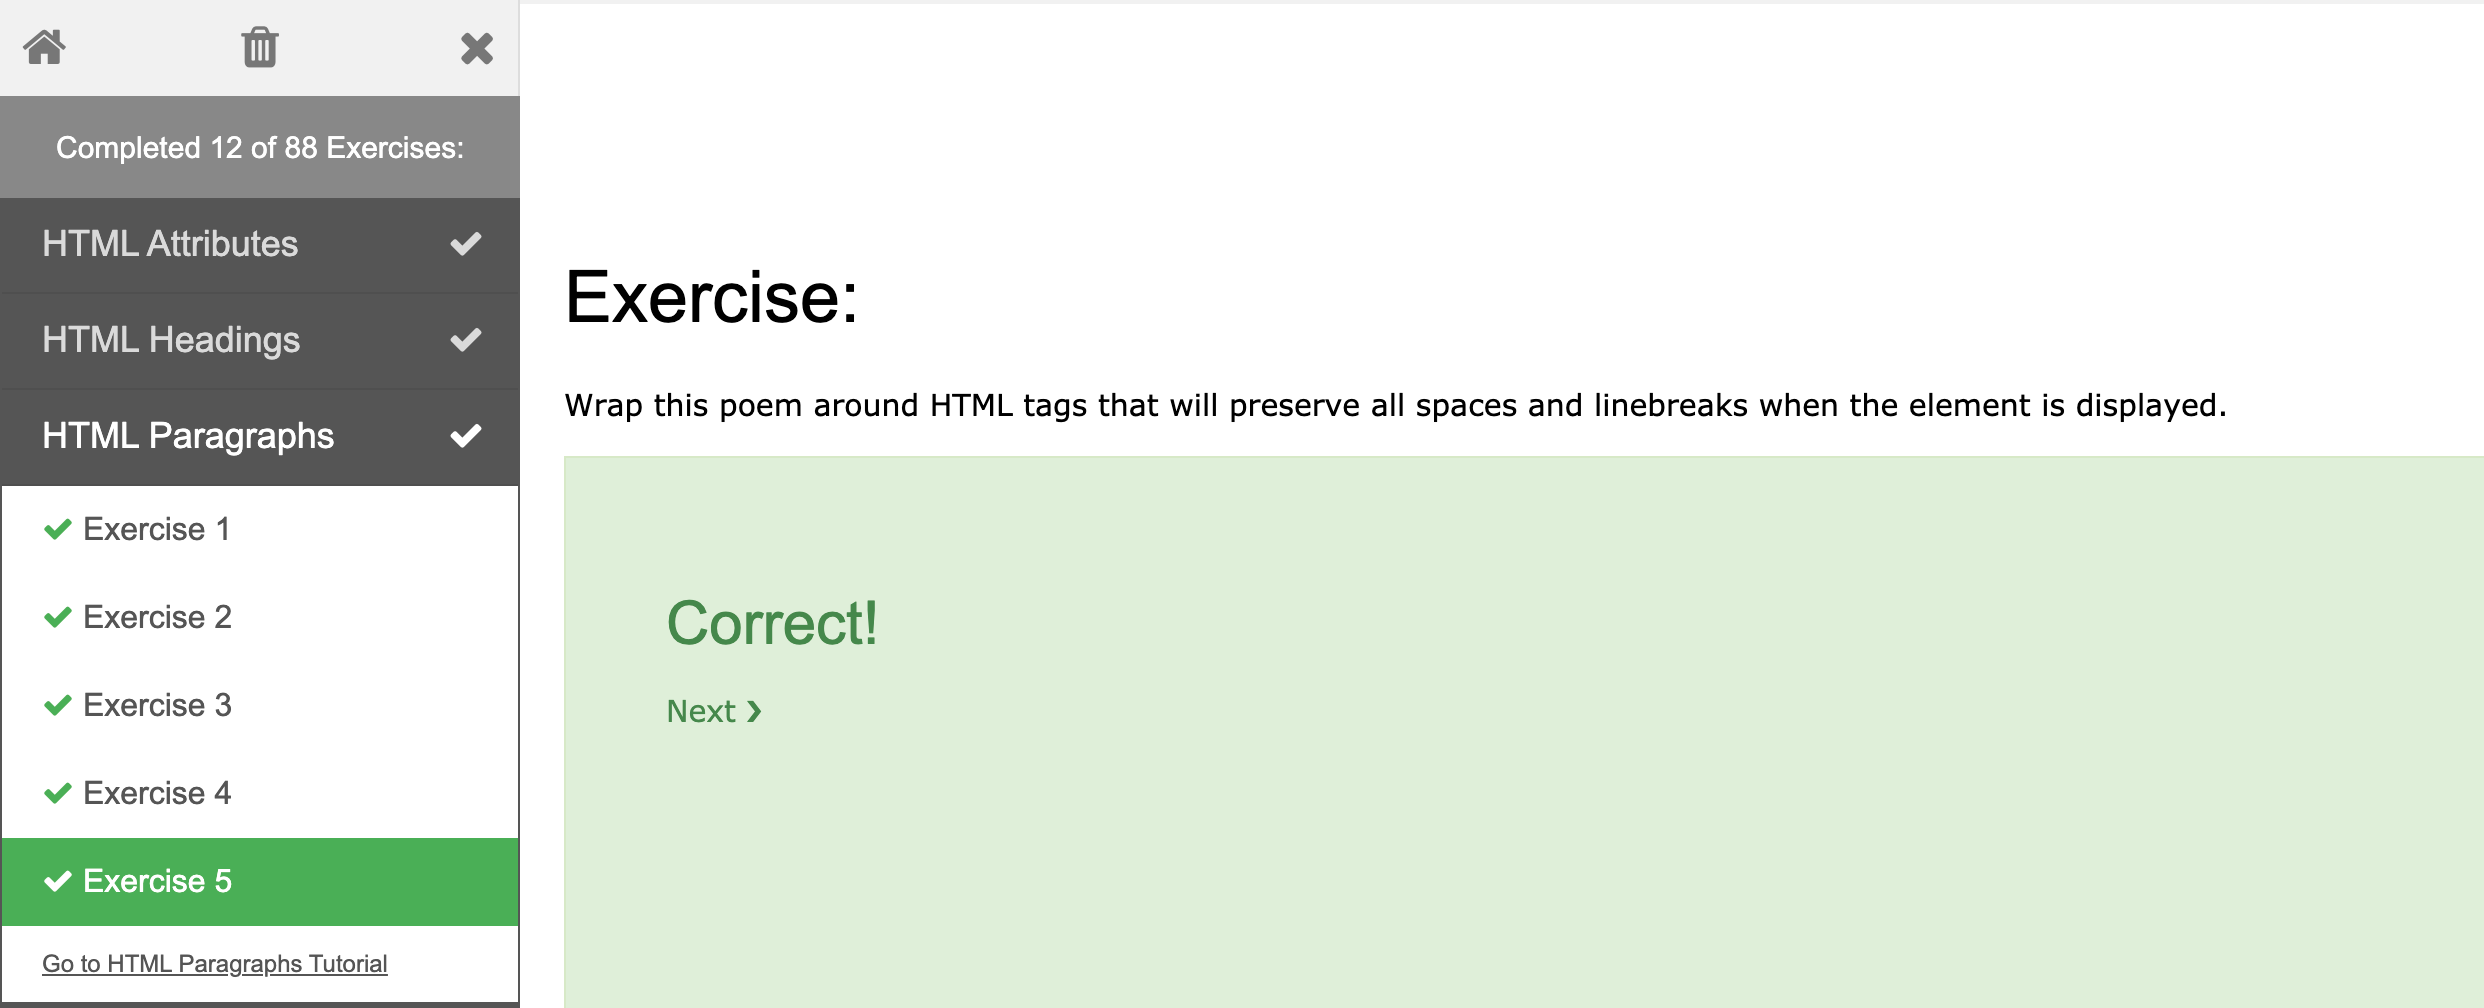 Completed 12 of 88 Exercises:
HTML Attributes
HTML Headings
HTML Paragraphs
Exercise 1
Exercise 2
Exercise 3
Exercise 4
Exercise 5
Go to HTML Paragraphs Tutorial
Exercise:
Wrap this poem around HTML tags that will preserve all spaces and linebreaks when the element is displayed.
Correct!
Next ❯